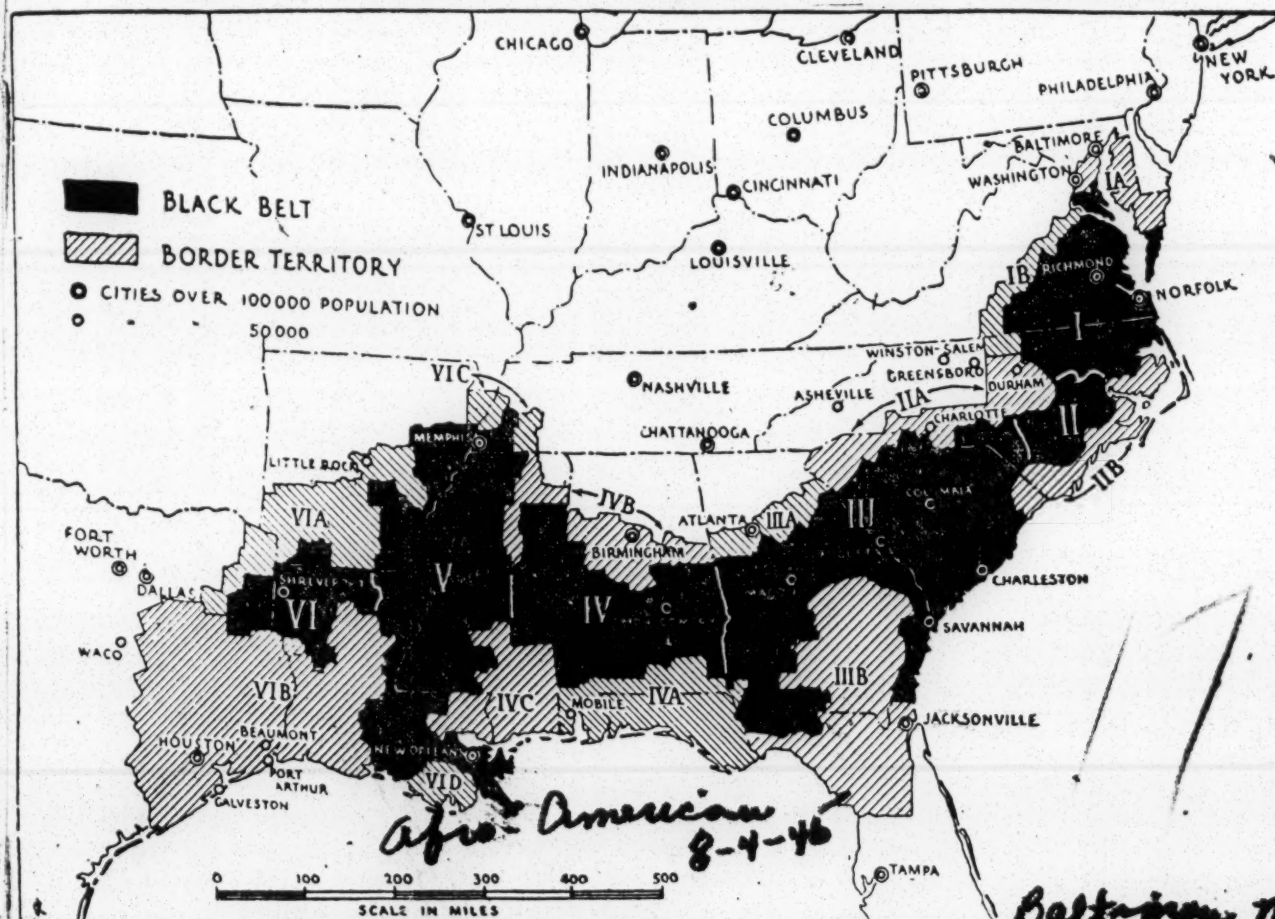 CHICAGO
CLEVELAND
NEW YORK
PITTSBURGH
PHILADELPHIA
COLUMBUS
BALTIMORE
INDIANAPOLIS
WASHINGTON
IA
CINCINNATI
BLACK BELT
ST LOUIS
LOUISVILLE
BORDER TERRITORY
IB
RICHMOND
CITIES OVER 100000 POPULATION
NORFOLK
" 50000
I
WINSTON-SALEM
GREENSBORO
VIC
NASHVILLE
ASHEVILLE
DURHAM
IIA
CHARLOTTE
II
MEMPHIS
CHATTANOOGA
LITTLE ROCK
IIB
IVB
COLUMBIA
VIA
ATLANTA
IIIA
III
FORT WORTH
BIRMINGHAM
DALLAS
SHREVEPORT
V
CHARLESTON
VI
IV
MONTGOMERY
SAVANNAH
WACO
VIB
IVC
MOBILE
IVA
IIIB
JACKSONVILLE
BEAUMONT
HOUSTON
NEW ORLEANS
PORT ARTHUR
VID
GALVESTON
Afro-American
8-4-46
TAMPA
0 100 200 300 400 500
SCALE IN MILES